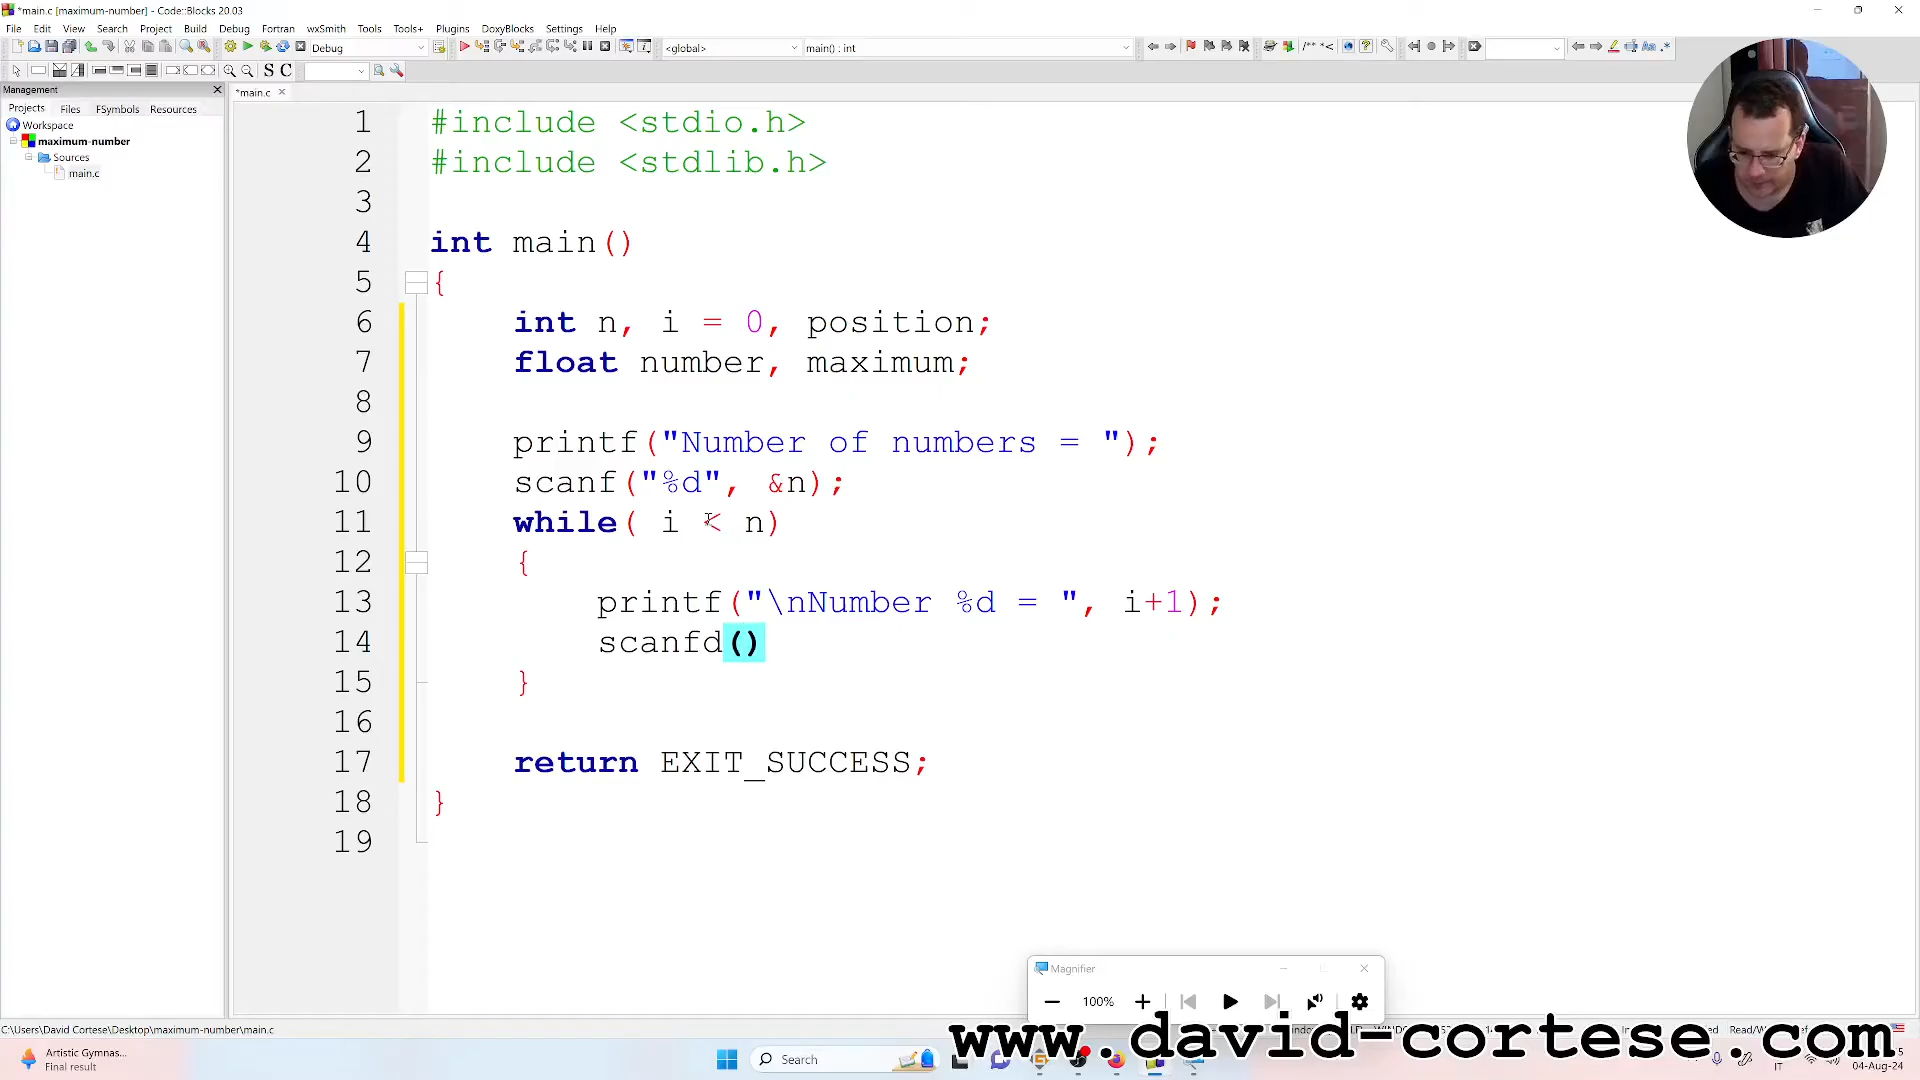 *main.c [maximum-number] - Code::Blocks 20.03
File Edit View Search Project Build Debug Fortran wxSmith Tools Tools+ Plugins DoxyBlocks Settings Help
Debug
<global>
main() : int
S C
Management
Projects Files FSymbols Resources
Workspace
maximum-number
Sources
main.c
*main.c
1 #include <stdio.h>
2 #include <stdlib.h>
3
4 int main()
5 {
6 int n, i = 0, position;
7 float number, maximum;
8
9 printf("Number of numbers = ");
10 scanf("%d", &n);
11 while( i < n)
12 {
13 printf("\nNumber %d = ", i+1);
14 scanfd()
15 }
16
17 return EXIT_SUCCESS;
18 }
19
Magnifier
100%
C:\Users\David Cortese\Desktop\maximum-number\main.c
www.david-cortese.com
Artistic Gymnas...
Final result
Search
IT
04-Aug-24